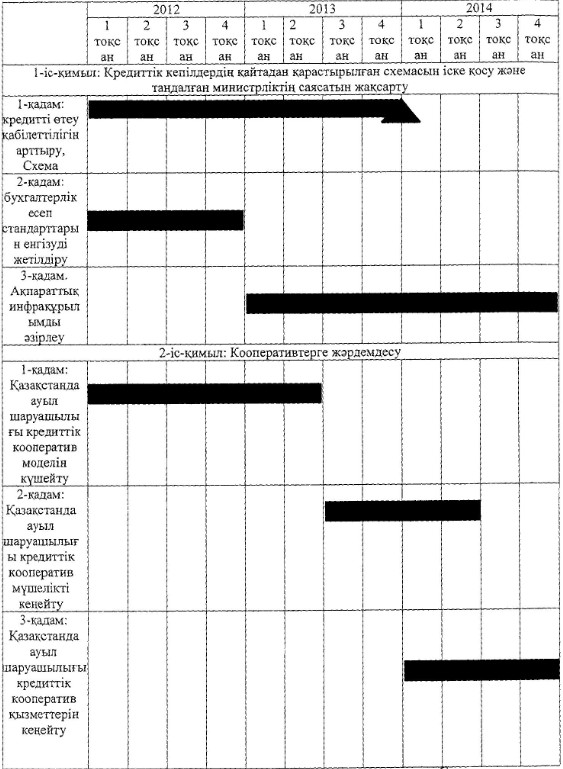 2012 2013 2014
1 2 3 4 1 2 3 4 1 2 3 4
тоқс тоқс тоқс тоқс тоқс тоқс тоқс тоқс тоқс тоқс тоқс тоқс
ан ан ан ан ан ан ан ан ан ан ан ан
1-іс-қимыл: Кредиттік кепілдердің қайтадан қарастырылған схемасын іске қосу және
таңдалған министрліктің саясатын жақсарту
1-қадам:
кредитті өтеу
қабілеттілігін
арттыру,
Схема
2-қадам:
бухгалтерлік
есеп
стандарттары
н енгізуді
жетілдіру
3-қадам.
Ақпараттық
инфрақұрыл
ымды
әзірлеу
2-іс-қимыл: Кооперативтерге жәрдемдесу
1-қадам:
Қазақстанда
ауыл
шаруашылы
ғы кредиттік
кооператив
моделін
күшейту
2-қадам:
Қазақстанда
ауыл
шаруашылығ
ы кредиттік
кооператив
мүшелікті
кеңейту
3-қадам:
Қазақстанда
ауыл
шаруашылығы
кредиттік
кооператив
қызметтерін
кеңейту